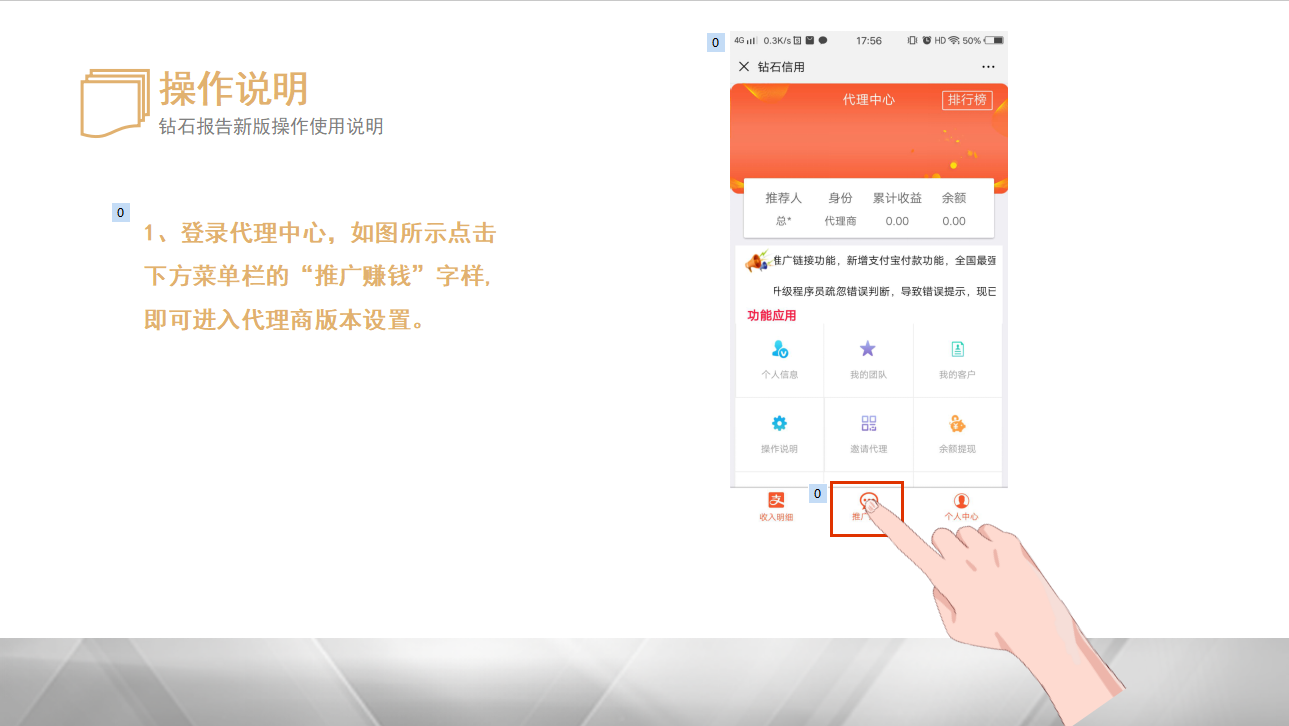 操作说明
钻石报告新版操作使用说明
0
1、登录代理中心，如图所示点击
下方菜单栏的“推广赚钱”字样,
即可进入代理商版本设置。
0
4G 0.3K/s 17:56 HD 50%
钻石信用
代理中心 排行榜
推荐人 身份 累计收益 余额
总* 代理商 0.00 0.00
推广链接功能，新增支付宝付款功能，全国最强
升级程序员疏忽错误判断，导致错误提示，现已
功能应用
个人信息 我的团队 我的客户
操作说明 邀请代理 余额提现
0
收入明细 推广 个人中心